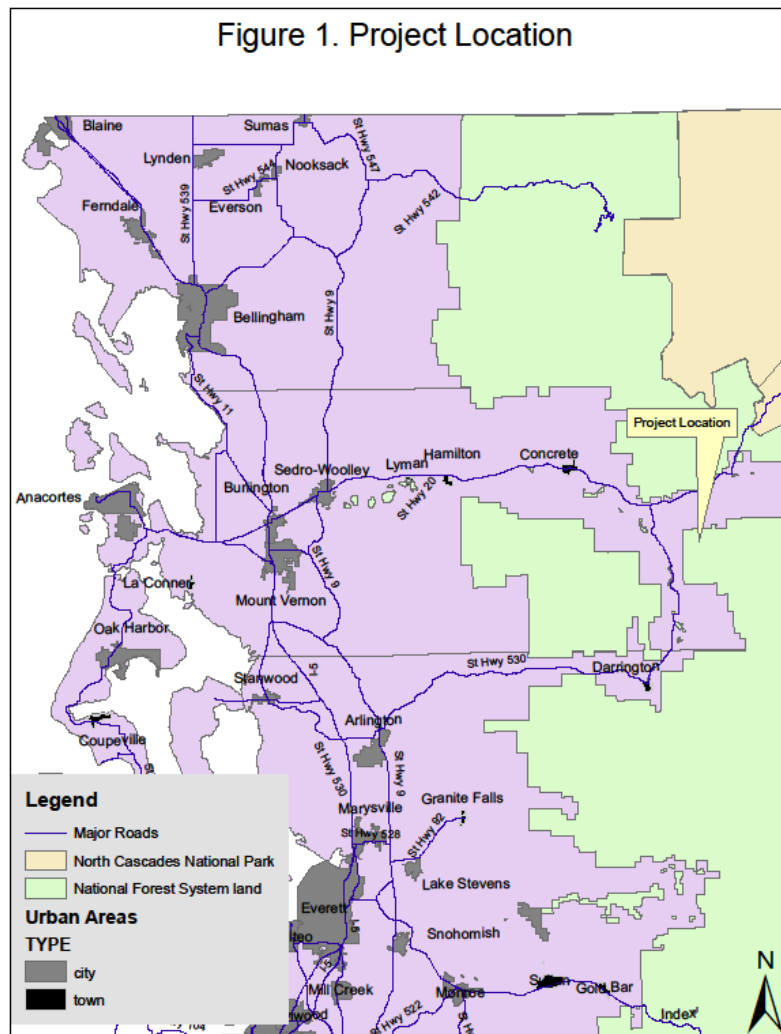 Figure 1. Project Location
Blaine
Sumas
Lynden
Nooksack
St Hwy 547
St Hwy 544
St Hwy 539
Everson
St Hwy 542
Ferndale
St Hwy 9
Bellingham
St Hwy 11
Project Location
Sedro-Woolley
Lyman
Hamilton
Concrete
Burlington
St Hwy 20
Anacortes
St Hwy 9
La Conner
Mount Vernon
Oak Harbor
St Hwy 530
Darrington
Stanwood
I-5
Arlington
Coupeville
St Hwy 530
St Hwy 9
Granite Falls
Marysville
St Hwy 528
St Hwy 92
Lake Stevens
Everett
I-5
Snohomish
I-5
Mill Creek
Monroe
Gold Bar
St Hwy 522
Index
Legend
Major Roads
North Cascades National Park
National Forest System land
Urban Areas
TYPE
city
town
N